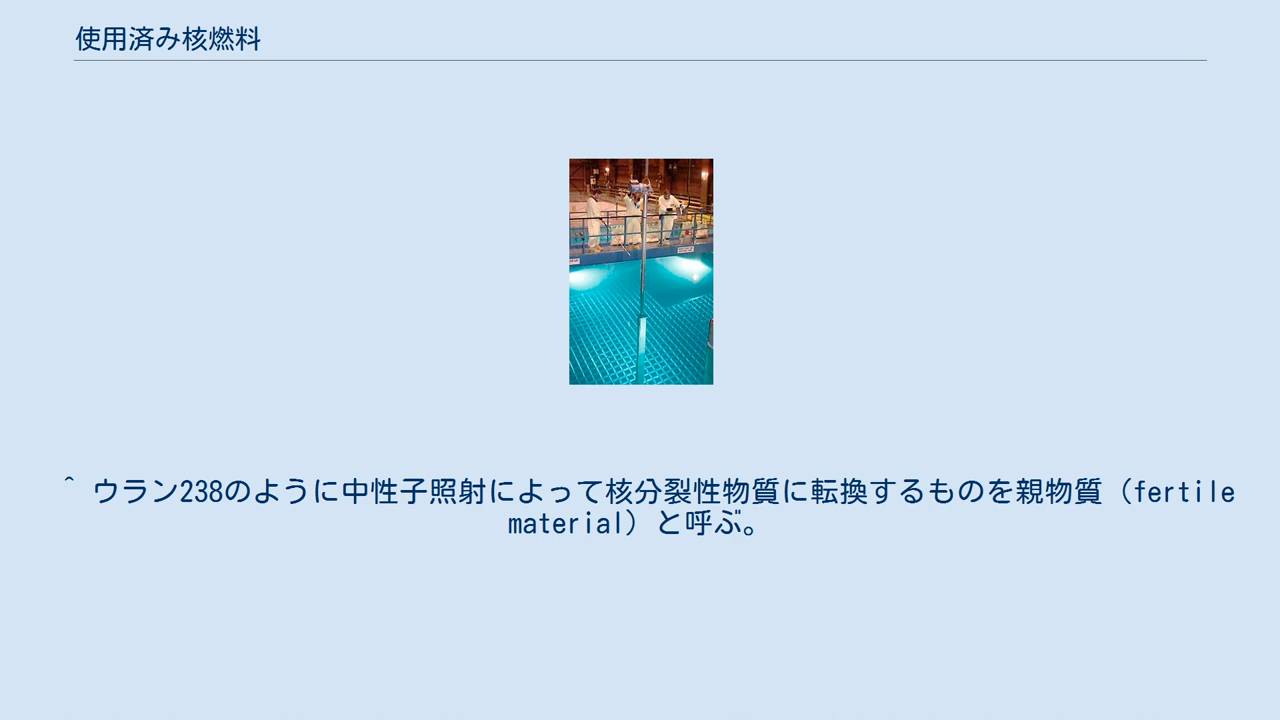 使用済み核燃料
^ ウラン238のように中性子照射によって核分裂性物質に転換するものを親物質（fertile
material）と呼ぶ。